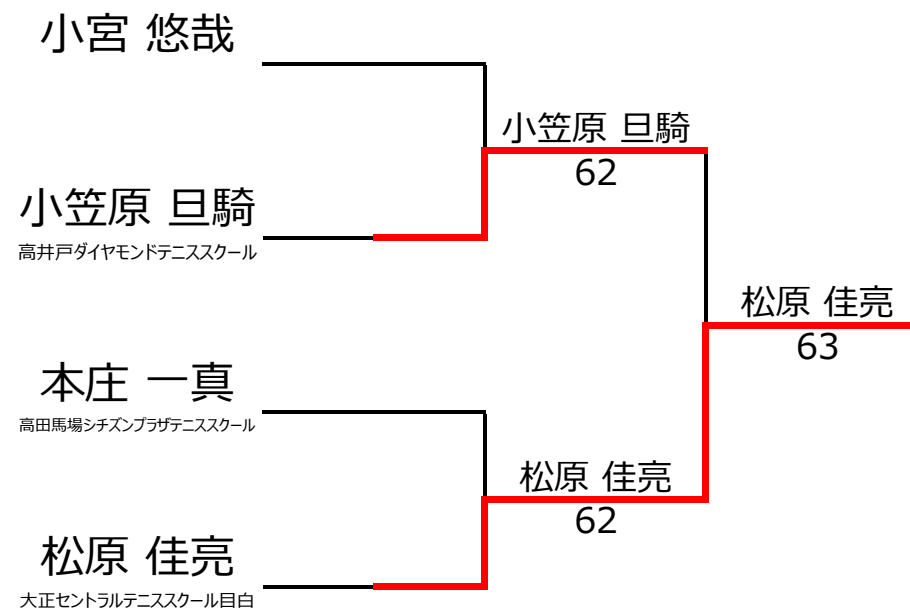 小宮 悠哉
小笠原 旦騎
高井戸ダイヤモンドテニススクール
本庄 一真
高田馬場シチズンプラザテニススクール
松原 佳亮
大正セントラルテニススクール目白
小笠原 旦騎
62
松原 佳亮
62
松原 佳亮
63